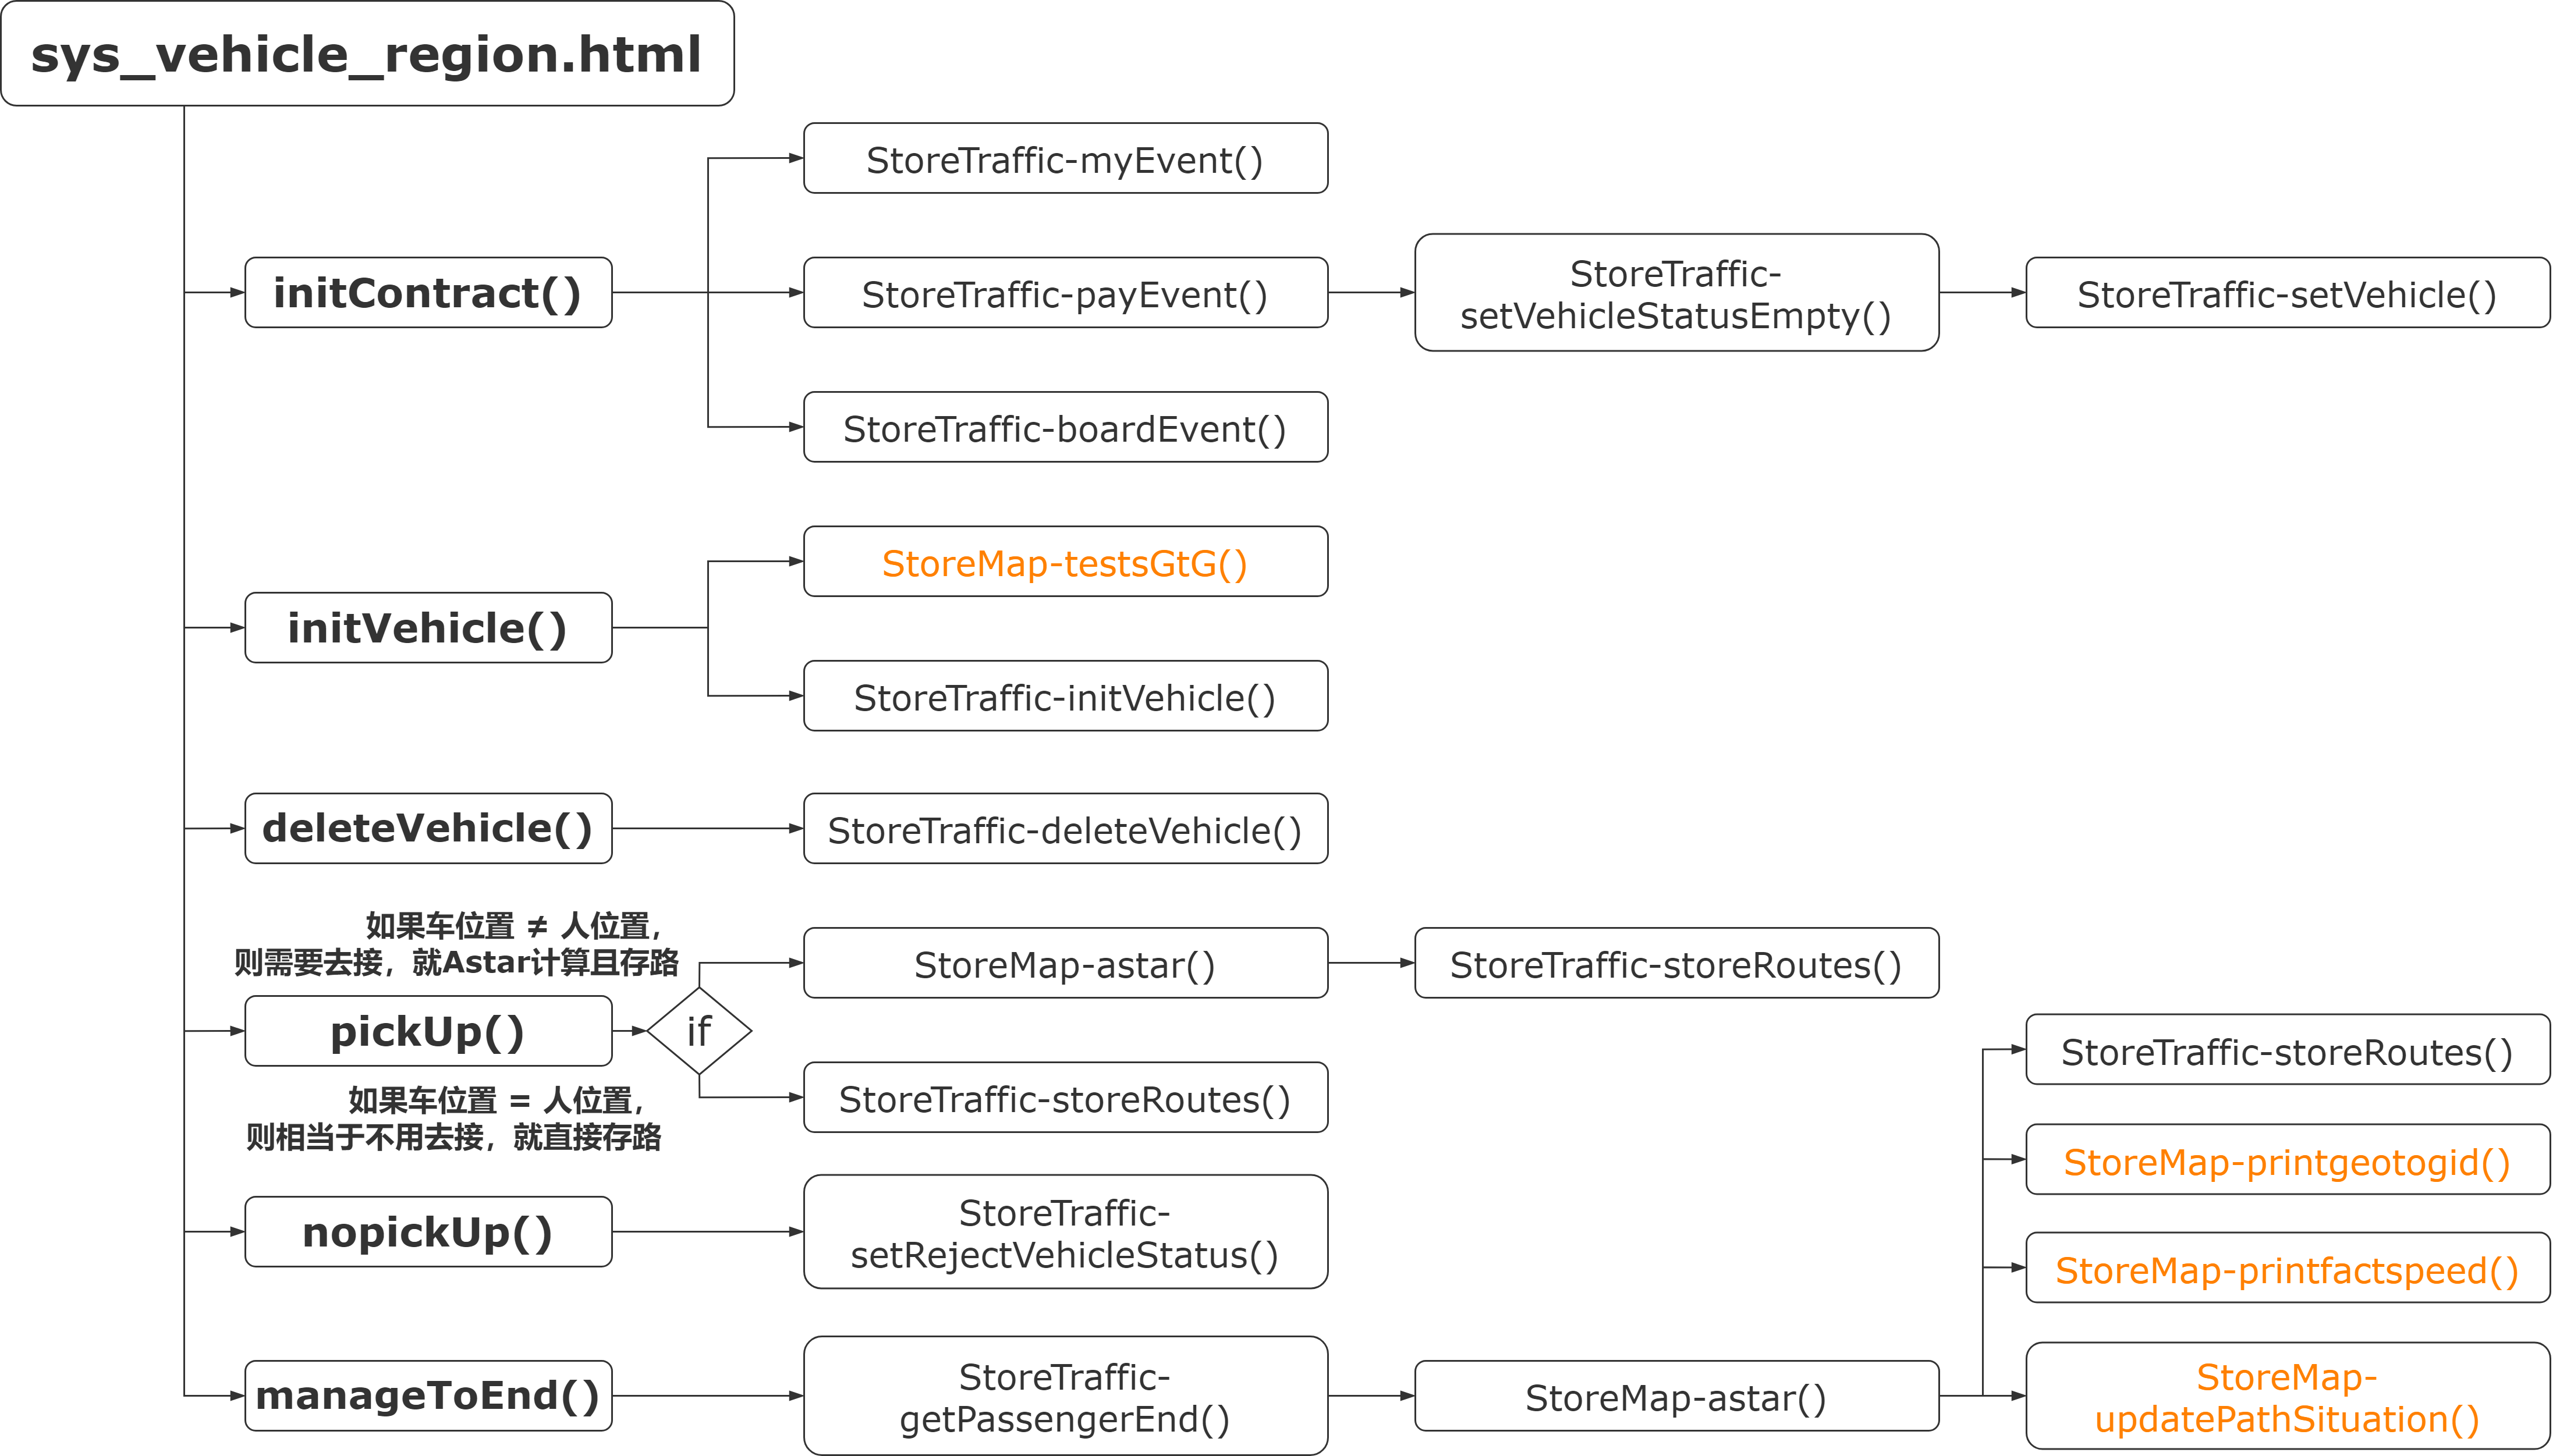 sys_vehicle_region.html
initContract()
StoreTraffic-myEvent()
StoreTraffic-payEvent()
StoreTraffic-
setVehicleStatusEmpty()
StoreTraffic-setVehicle()
StoreTraffic-boardEvent()
initVehicle()
StoreMap-testsGtG()
StoreTraffic-initVehicle()
deleteVehicle()
StoreTraffic-deleteVehicle()
如果车位置 ≠ 人位置，
则需要去接，就Astar计算且存路
pickUp()
if
如果车位置 = 人位置，
则相当于不用去接，就直接存路
StoreMap-astar()
StoreTraffic-storeRoutes()
StoreTraffic-storeRoutes()
nopickUp()
StoreTraffic-
setRejectVehicleStatus()
manageToEnd()
StoreTraffic-
getPassengerEnd()
StoreMap-astar()
StoreTraffic-storeRoutes()
StoreMap-printgeotogid()
StoreMap-printfactspeed()
StoreMap-
updatePathSituation()